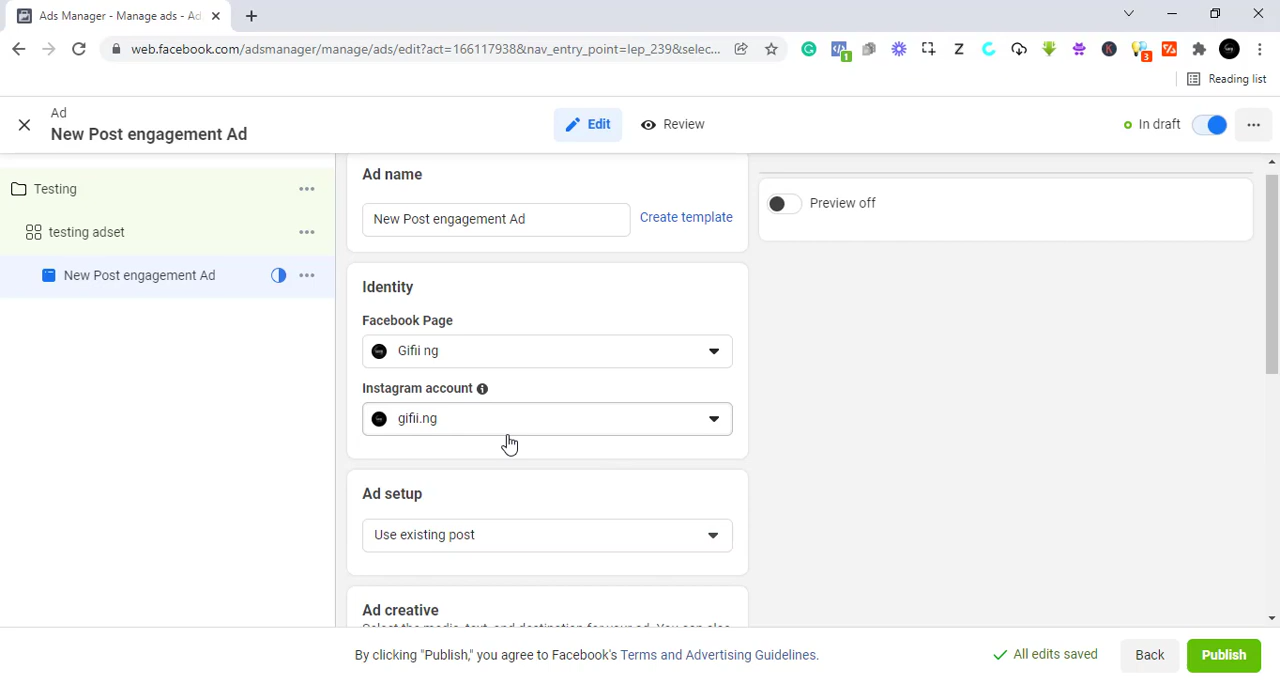 Ads Manager - Manage ads - Ad
web.facebook.com/adsmanager/manage/ads/edit?act=166117938&nav_entry_point=lep_239&selec...
1
Z
K
3
Reading list
Ad
New Post engagement Ad
Edit
Review
In draft
Testing
testing adset
New Post engagement Ad
Ad name
New Post engagement Ad
Create template
Preview off
Identity
Facebook Page
Gifii ng
Instagram account
gifii.ng
Ad setup
Use existing post
Ad creative
Select the media, text, and destination for your ad. You can also
By clicking "Publish," you agree to Facebook's Terms and Advertising Guidelines.
All edits saved
Back
Publish